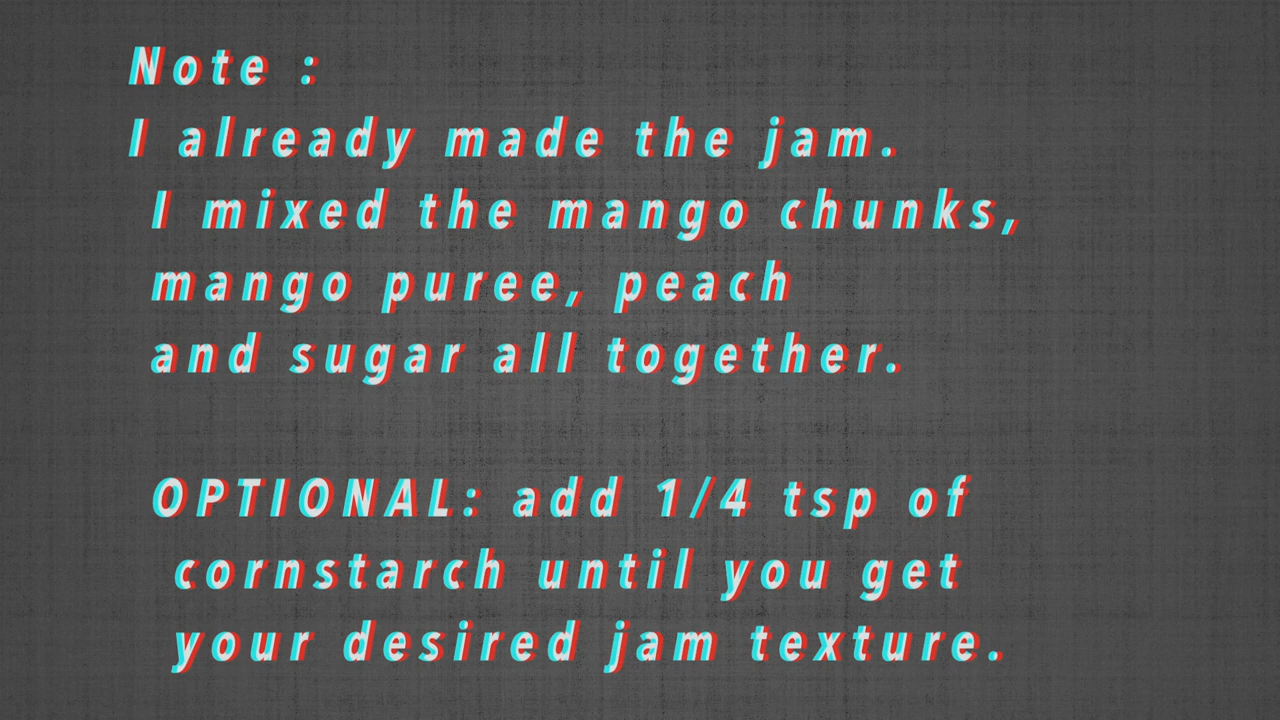 Note :
I already made the jam.
I mixed the mango chunks,
mango puree, peach
and sugar all together.
OPTIONAL: add 1/4 tsp of
cornstarch until you get
your desired jam texture.